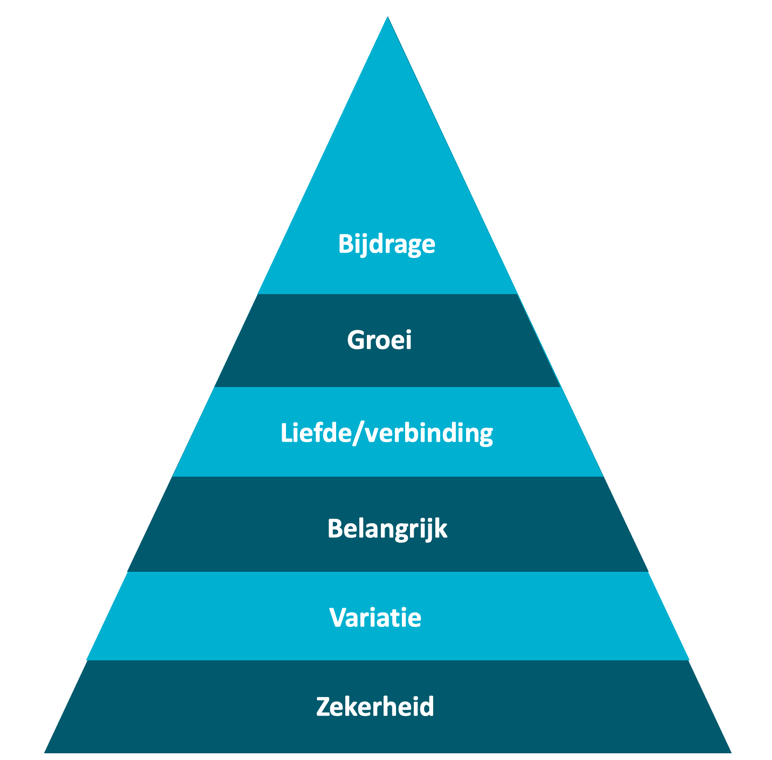 Bijdrage
Groei
Liefde/verbinding
Belangrijk
Variatie
Zekerheid